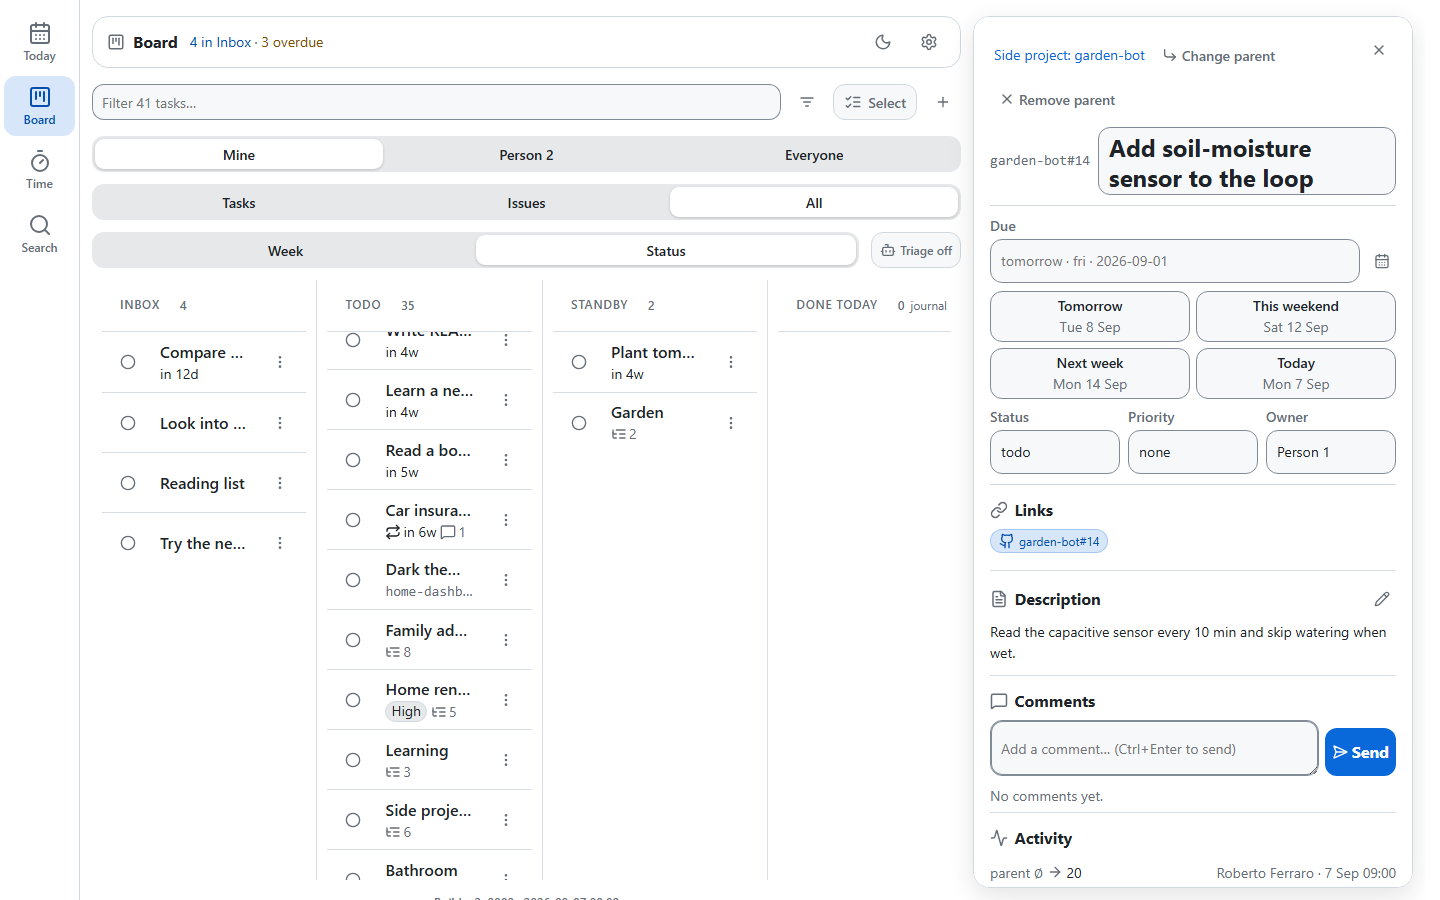 Today
Board
Time
Search
Board 4 in Inbox · 3 overdue
Filter 41 tasks...
Select
Mine
Person 2
Everyone
Tasks
Issues
All
Week
Status
Triage off
INBOX 4
Compare ...
in 12d
Look into ...
Reading list
Try the ne...
TODO 35
in 4w
Learn a ne...
in 4w
Read a bo...
in 5w
Car insura...
in 6w 1
Dark the...
home-dashb...
Family ad...
8
Home ren...
High 5
Learning
3
Side proje...
6
Bathroom
STANDBY 2
Plant tom...
in 4w
Garden
2
DONE TODAY 0 journal
Side project: garden-bot
Change parent
Remove parent
garden-bot#14
Add soil-moisture
sensor to the loop
Due
tomorrow · fri · 2026-09-01
Tomorrow
Tue 8 Sep
This weekend
Sat 12 Sep
Next week
Mon 14 Sep
Today
Mon 7 Sep
Status
Priority
Owner
todo
none
Person 1
Links
garden-bot#14
Description
Read the capacitive sensor every 10 min and skip watering when
wet.
Comments
Add a comment... (Ctrl+Enter to send)
Send
No comments yet.
Activity
parent ∅ → 20
Roberto Ferraro · 7 Sep 09:00